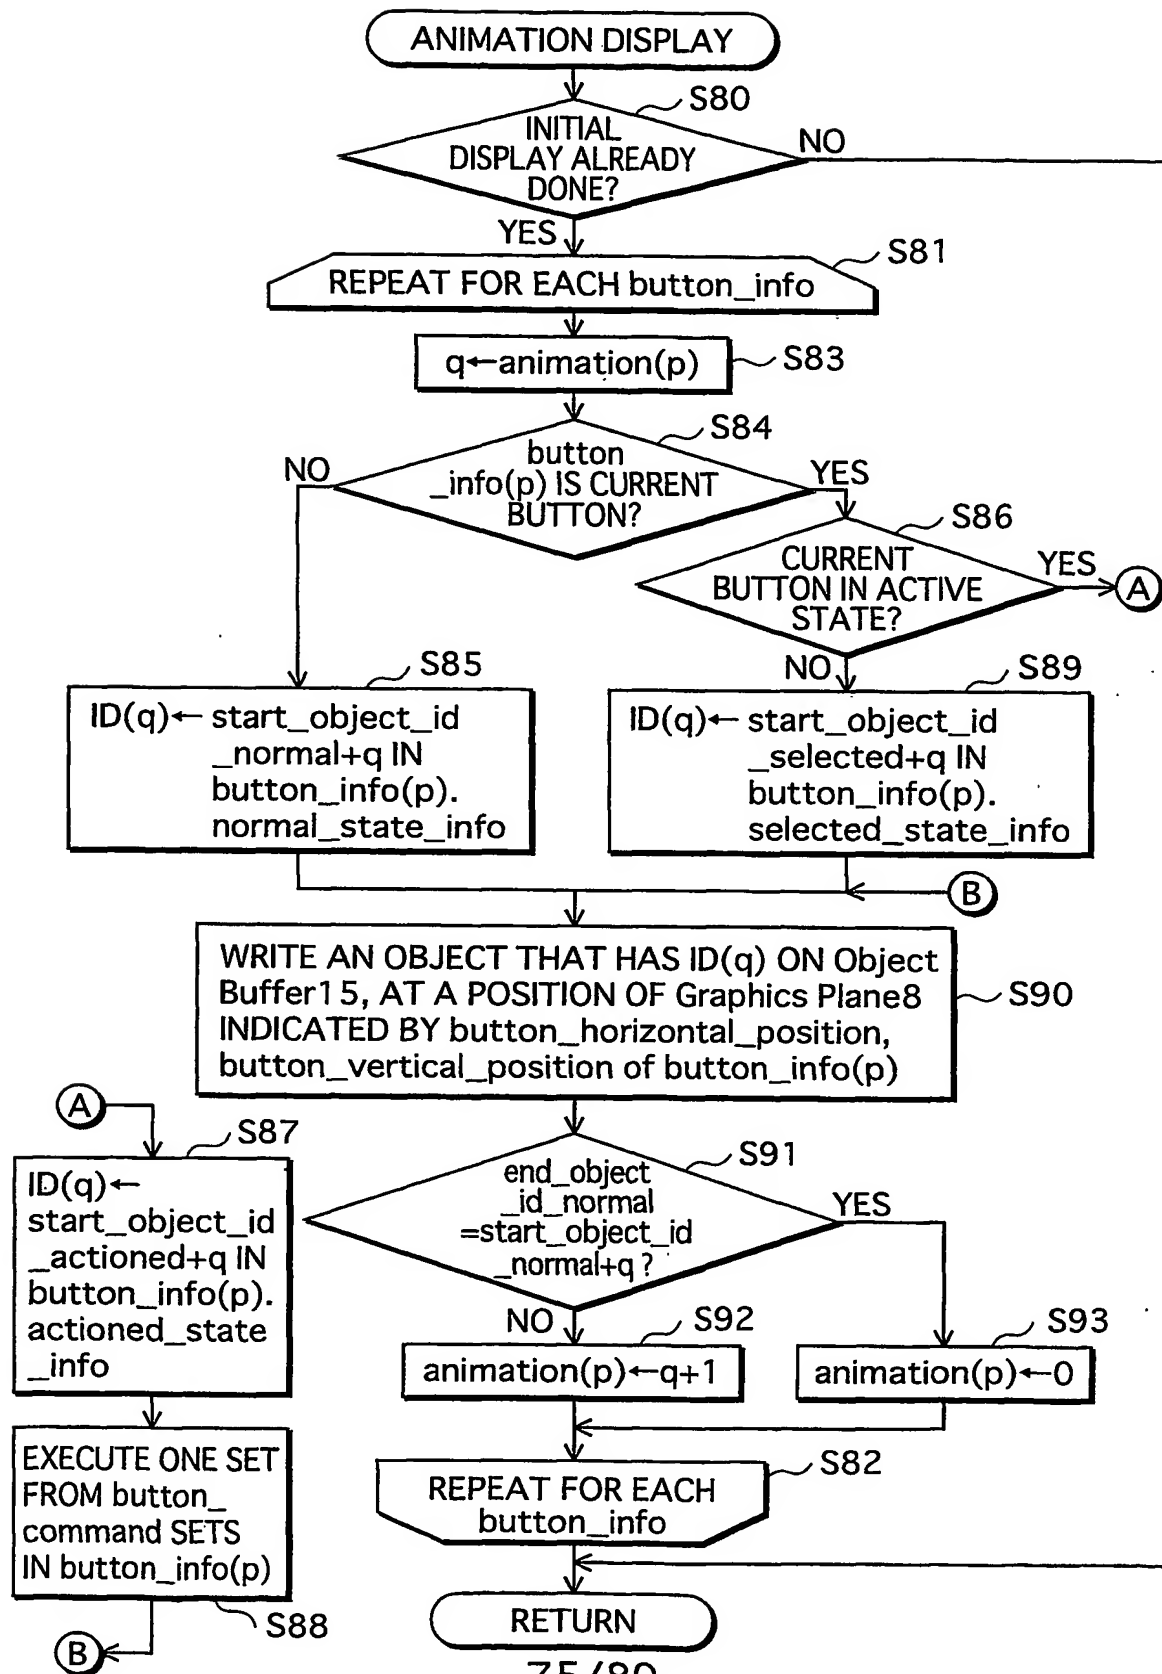 ANIMATION DISPLAY
S80
INITIAL
DISPLAY ALREADY
DONE?
NO
YES
S81
REPEAT FOR EACH button_info
q←animation(p)
S83
S84
button
_info(p) IS CURRENT
BUTTON?
NO
YES
S86
CURRENT
BUTTON IN ACTIVE
STATE?
YES
A
NO
S85
ID(q)← start_object_id
_normal+q IN
button_info(p).
normal_state_info
S89
ID(q)← start_object_id
_selected+q IN
button_info(p).
selected_state_info
B
WRITE AN OBJECT THAT HAS ID(q) ON Object
Buffer15, AT A POSITION OF Graphics Plane8
INDICATED BY button_horizontal_position,
button_vertical_position of button_info(p)
S90
A
S87
ID(q)←
start_object_id
_actioned+q IN
button_info(p).
actioned_state
_info
EXECUTE ONE SET
FROM button_
command SETS
IN button_info(p)
S88
B
S91
end_object
_id_normal
=start_object_id
_normal+q ?
YES
NO
S92
animation(p)←q+1
S93
animation(p)←0
S82
REPEAT FOR EACH
button_info
RETURN
75/80